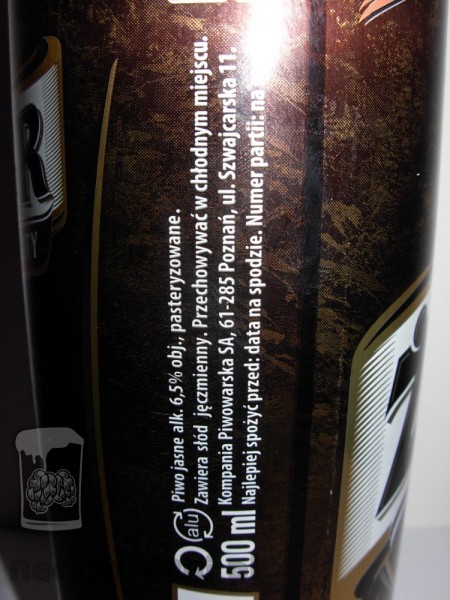 Piwo jasne alk. 6,5% obj., pasteryzowane.
Zawiera słód jęczmienny. Przechowywać w chłodnym miejscu.
Kompania Piwowarska SA, 61-285 Poznań, ul. Szwajcarska 11.
Najlepiej spożyć przed: data na spodzie. Numer partii: na
alu
500 ml
R
TY
Ż